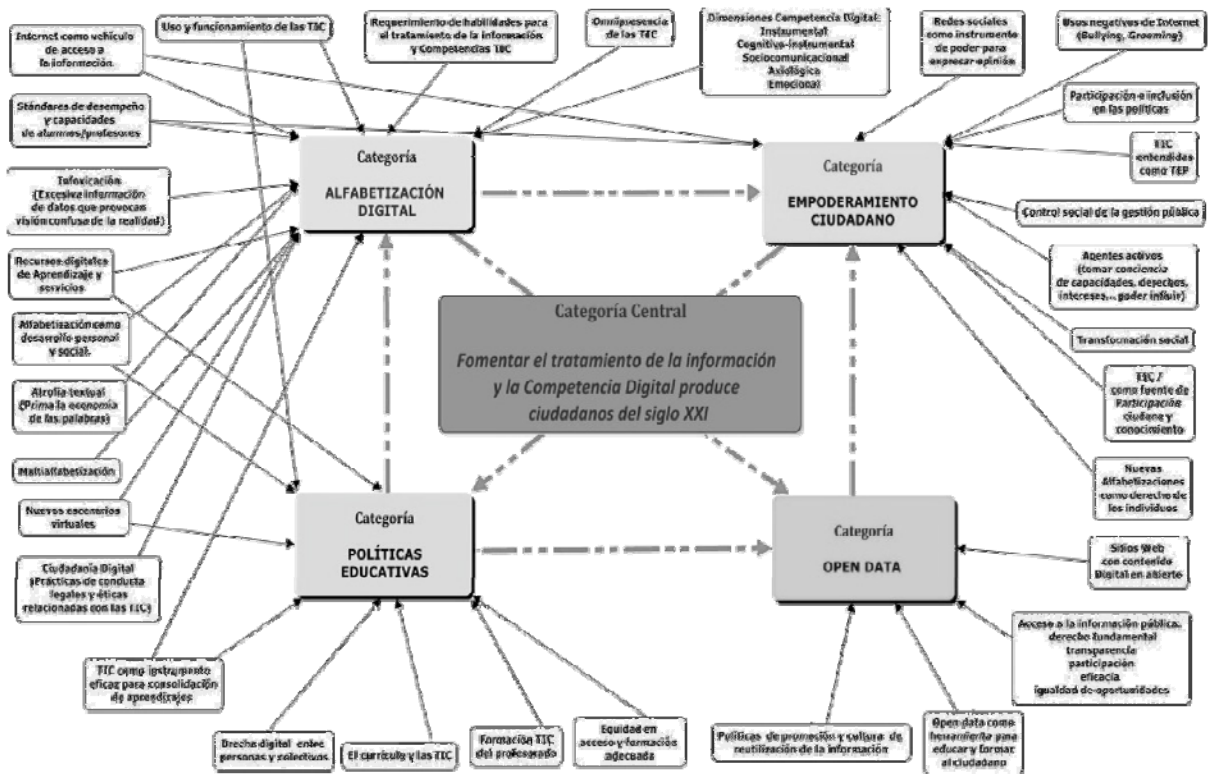 Internet como vehículo
de acceso a
la información
Uso y funcionamiento de las TIC
Requerimiento de habilidades para
el tratamiento de la información
y Competencias TIC
Omnipresencia
de las TIC
Dimensiones Competencia Digital:
Instrumental
Cognitivo-instrumental
Sociocomunicacional
Axiológica
Emocional
Redes sociales
como instrumento
de poder para
expresar opinión
Usos negativos de Internet
(Bullying, Grooming)
Stándares de desempeño
y capacidades
de alumnos/profesores
Participación e inclusión
en las políticas
TIC
entendidas
como TEP
Categoría
ALFABETIZACIÓN
DIGITAL
Categoría
EMPODERAMIENTO
CIUDADANO
(Excesiva información
de datos que provocan
visión confusa de la realidad)
Control social de la gestión pública
Recursos digitales
de Aprendizaje y
servicios
Agentes activos
(tomar conciencia
de capacidades, derechos,
intereses... poder influir)
Categoría Central
Fomentar el tratamiento de la información
y la Competencia Digital produce
ciudadanos del siglo XXI
Alfabetización como
desarrollo personal
y social.
Transformación social
Atrofia textual
(Prima la economía
de las palabras)
TIC /
como fuente de
Participación
ciudana y
conocimiento
Multialfabetización
Nuevos escenarios
virtuales
Nuevas
Alfabetizaciones
como derecho de
los individuos
Categoría
POLÍTICAS
EDUCATIVAS
Categoría
OPEN DATA
Sitios Web
con contenido
Digital en abierto
Ciudadanía Digital
(Prácticas de conducta
legales y éticas
relacionadas con las TIC)
Acceso a la información pública.
derecho fundamental
transparencia
participación
eficacia
igualdad de oportunidades
TIC como instrumento
eficaz para consolidación
de aprendizajes
Brecha digital entre
personas y colectivos
El currículo y las TIC
Formación TIC
del profesorado
Equidad en
acceso y formación
adecuada
Políticas de promoción y cultura de
reutilización de la información
Open data como
herramienta para
educar y formar
al ciudadano